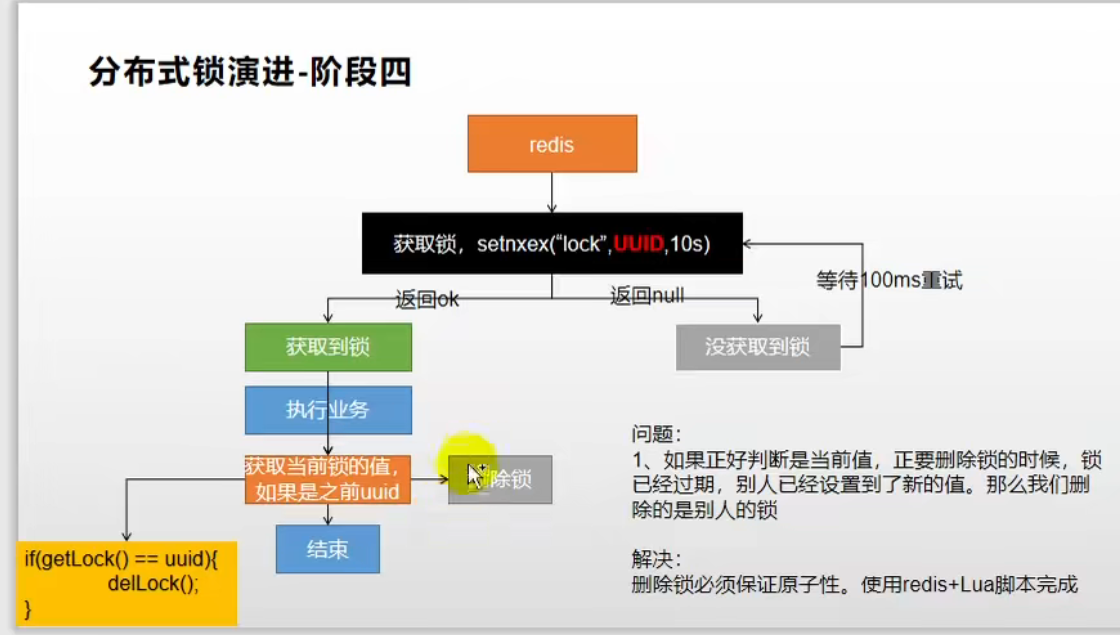 分布式锁演进-阶段四
redis
获取锁，setnxex(“lock”,UUID,10s)
等待100ms重试
返回ok
返回null
获取到锁
没获取到锁
执行业务
获取当前锁的值，
如果是之前uuid
除锁
结束
if(getLock() == uuid){
delLock();
}
问题：
1、如果正好判断是当前值，正要删除锁的时候，锁
已经过期，别人已经设置到了新的值。那么我们删
除的是别人的锁
解决：
删除锁必须保证原子性。使用redis+Lua脚本完成